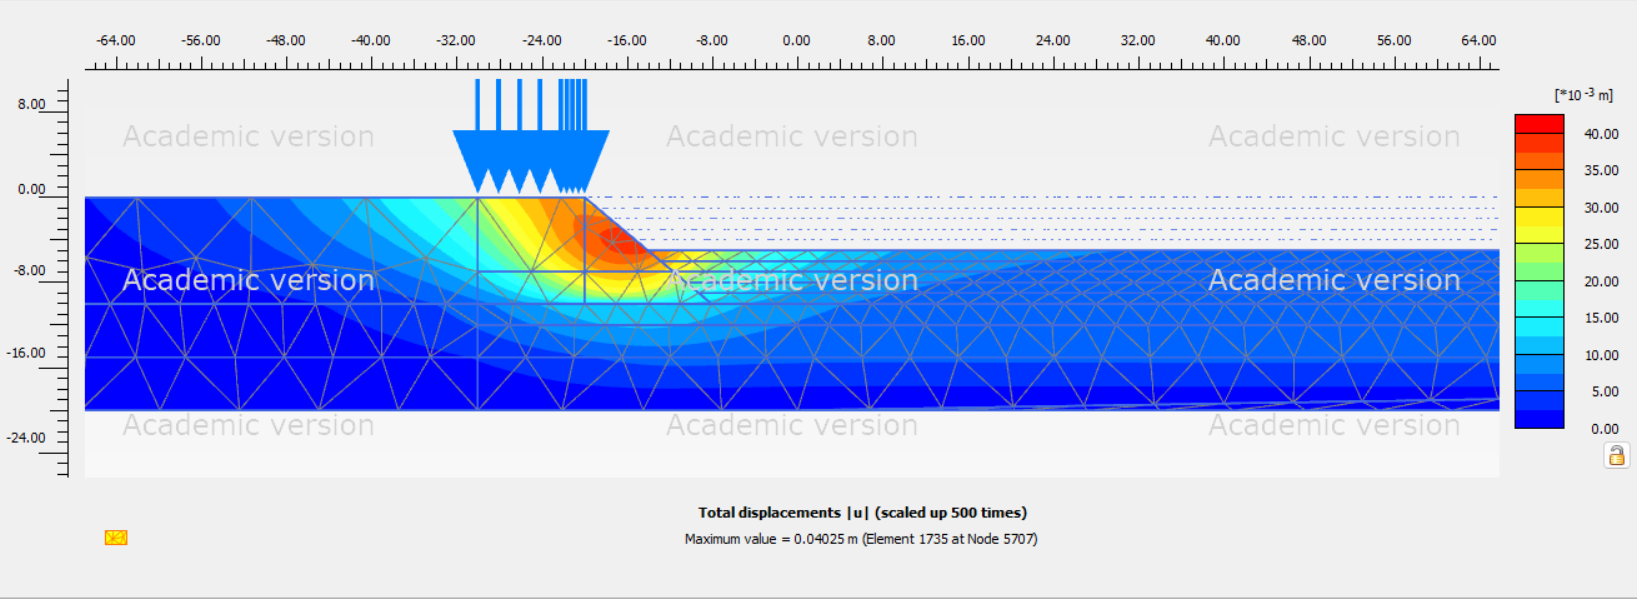 -64.00 -56.00 -48.00 -40.00 -32.00 -24.00 -16.00 -8.00 0.00 8.00 16.00 24.00 32.00 40.00 48.00 56.00 64.00
[*10 -3 m]
8.00
40.00
Academic version Academic version Academic version
35.00
0.00
30.00
25.00
-8.00 Academic version Academic version Academic version 20.00
15.00
-16.00
10.00
5.00
Academic version Academic version Academic version 0.00
-24.00
Total displacements |u| (scaled up 500 times)
Maximum value = 0.04025 m (Element 1735 at Node 5707)